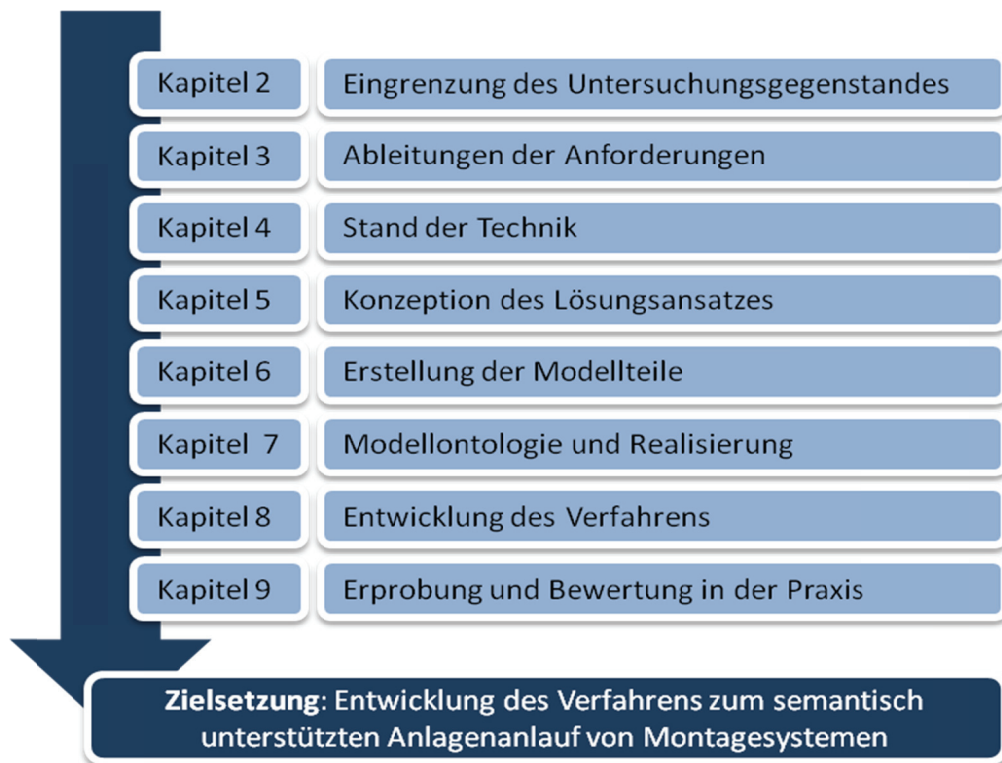 Kapitel 2 Eingrenzung des Untersuchungsgegenstandes
Kapitel 3 Ableitungen der Anforderungen
Kapitel 4 Stand der Technik
Kapitel 5 Konzeption des Lösungsansatzes
Kapitel 6 Erstellung der Modellteile
Kapitel 7 Modellontologie und Realisierung
Kapitel 8 Entwicklung des Verfahrens
Kapitel 9 Erprobung und Bewertung in der Praxis
Zielsetzung: Entwicklung des Verfahrens zum semantisch
unterstützten Anlagenanlauf von Montagesystemen